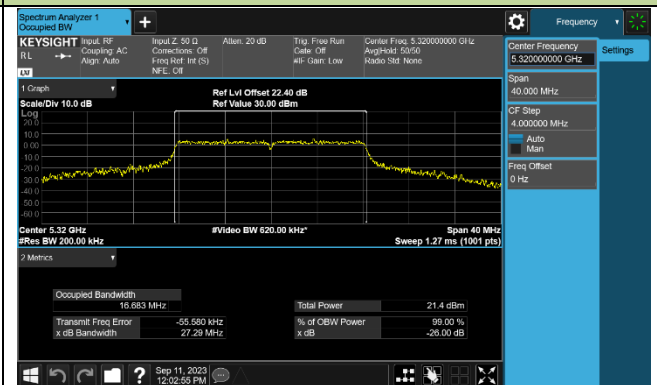 Spectrum Analyzer 1
Occupied BW
Frequency
KEYSIGHT
RL
LXI
Input: RF
Coupling: AC
Align: Auto
Input Z: 50 Ω
Corrections: Off
Freq Ref: Int (S)
NFE: Off
Atten: 20 dB
Trig: Free Run
Gate: Off
#IF Gain: Low
Center Freq: 5.320000000 GHz
Avg|Hold: 50/50
Radio Std: None
Center Frequency
5.320000000 GHz
Settings
Span
40.000 MHz
CF Step
4.000000 MHz
Auto
Man
Freq Offset
0 Hz
1 Graph
Scale/Div 10.0 dB
Ref Lvl Offset 22.40 dB
Ref Value 30.00 dBm
Log
20.0
10.0
0.00
-10.0
-20.0
-30.0
-40.0
-50.0
-60.0
Center 5.32 GHz
#Res BW 200.00 kHz
#Video BW 620.00 kHz*
Span 40 MHz
Sweep 1.27 ms (1001 pts)
2 Metrics
Occupied Bandwidth
16.683 MHz
Total Power 21.4 dBm
Transmit Freq Error -55.580 kHz
x dB Bandwidth 27.29 MHz
% of OBW Power 99.00 %
x dB -26.00 dB
?
Sep 11, 2023
12:02:55 PM